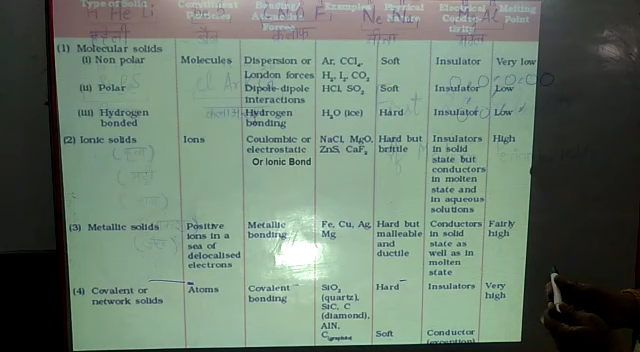 Type of Solid Constituent Particles Bonding/ Attractive Forces Examples Physical Nature Electrical Conductivity Melting Point
(1) Molecular solids
(i) Non polar Molecules Dispersion or London forces Ar, CCl₄, H₂, I₂, CO₂ Soft Insulator Very low
(ii) Polar Dipole-dipole interactions HCl, SO₂ Soft Insulator Low
(iii) Hydrogen bonded Hydrogen bonding H₂O (ice) Hard Insulator Low
(2) Ionic solids Ions Coulombic or electrostatic Or Ionic Bond NaCl, MgO, ZnS, CaF₂ Hard but brittle Insulators in solid state but conductors in molten state and in aqueous solutions High
(3) Metallic solids Positive ions in a sea of delocalised electrons Metallic bonding Fe, Cu, Ag, Mg Hard but malleable and ductile Conductors in solid state as well as in molten state Fairly high
(4) Covalent or network solids Atoms Covalent bonding SiO₂ (quartz), SiC, C (diamond), AlN, Hard Insulators Very high
C(graphite) Soft Conductor (exception)